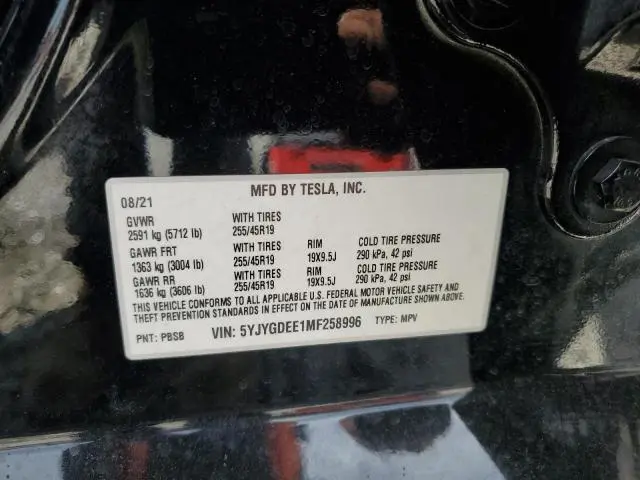 MFD BY TESLA, INC.
08/21
GVWR WITH TIRES
2591 kg (5712 lb) 255/45R19
GAWR FRT WITH TIRES RIM COLD TIRE PRESSURE
1363 kg (3004 lb) 255/45R19 19X9.5J 290 kPa, 42 psi
GAWR RR WITH TIRES RIM COLD TIRE PRESSURE
1636 kg (3606 lb) 255/45R19 19X9.5J 290 kPa, 42 psi
THIS VEHICLE CONFORMS TO ALL APPLICABLE U.S. FEDERAL MOTOR VEHICLE SAFETY AND
THEFT PREVENTION STANDARDS IN EFFECT ON THE DATE OF MANUFACTURE SHOWN ABOVE.
PNT: PBSB VIN: 5YJYGDEE1MF258996 TYPE: MPV